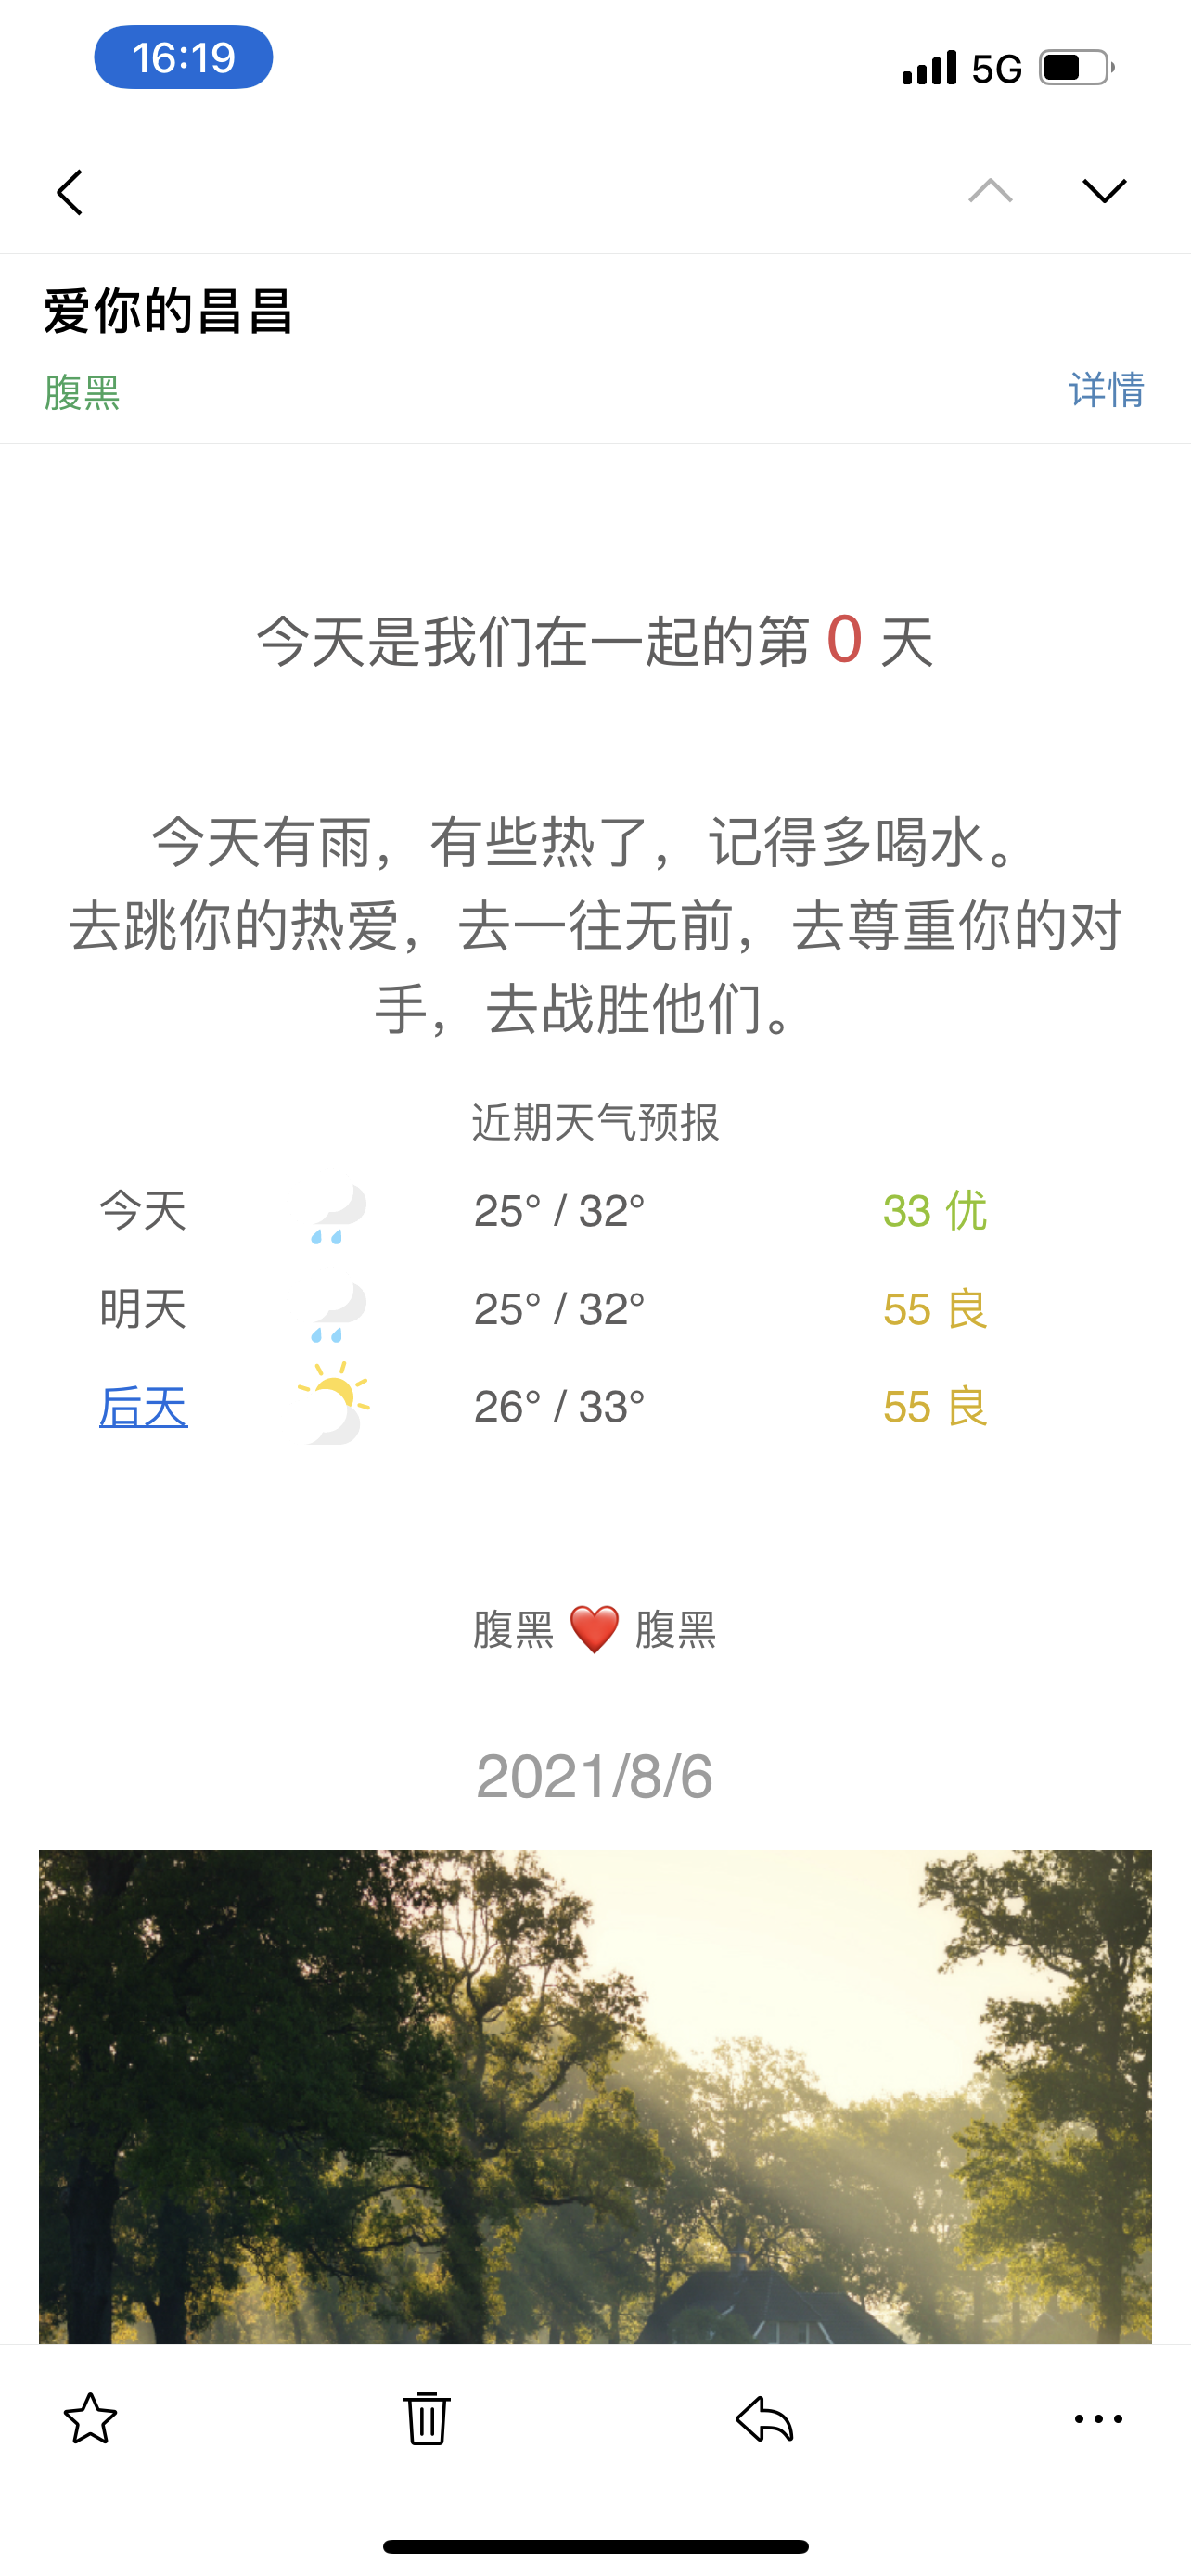 16:19
5G
爱你的昌昌
腹黑
详情
今天是我们在一起的第 0 天
今天有雨，有些热了，记得多喝水。
去跳你的热爱，去一往无前，去尊重你的对
手，去战胜他们。
近期天气预报
今天 25° / 32° 33 优
明天 25° / 32° 55 良
后天 26° / 33° 55 良
腹黑 ❤️ 腹黑
2021/8/6